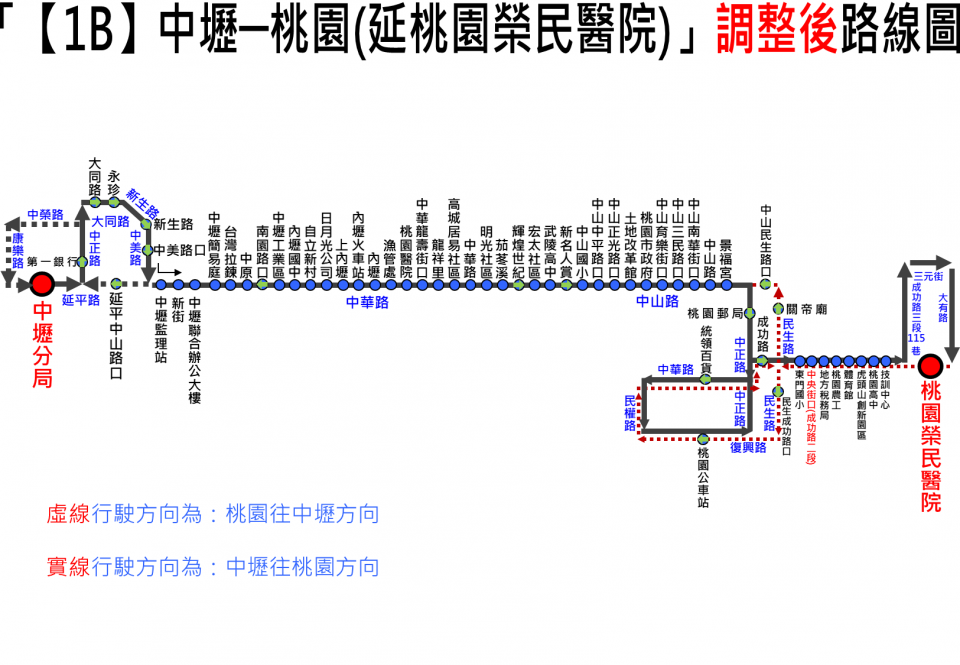 「【1B】中壢─桃園(延桃園榮民醫院)」調整後路線圖
大同路
永珍
新生路
新生路
中榮路
大同路
中正路
中美路
中美路口
康樂路
第一銀行
延平路
中壢分局
延平中山路口
中壢監理站
新街
中壢聯合辦公大樓
中壢簡易庭
台灣拉鍊
中原
南園路口
中壢工業區
內壢國中
自立新村
日月光公司
上內壢
內壢火車站
內壢
漁管處
桃園醫院
中華龍壽街口
龍祥里
高城居易社區
中華路
明光社區
茄苳溪
輝煌世紀
宏太社區
武陵高中
新名人賞
中山國小
中山中平路口
中山正光路口
土地改革館
桃園市政府
中山育樂街口
中山三民路口
中山南華街口
中山路
景福宮
中華路
中山路
中山民生路口
關帝廟
桃園郵局
成功路
民生路
統領百貨
中正路
中華路
中正路
民權路
民生路
民生成功路口
復興路
桃園公車站
東門國小
中央街口(成功路二段)
地方稅務局
桃園農工
體育館
虎頭山創新園區
桃園高中
技訓中心
三元街
成功路三段115巷
大有路
桃園榮民醫院
虛線行駛方向為：桃園往中壢方向
實線行駛方向為：中壢往桃園方向